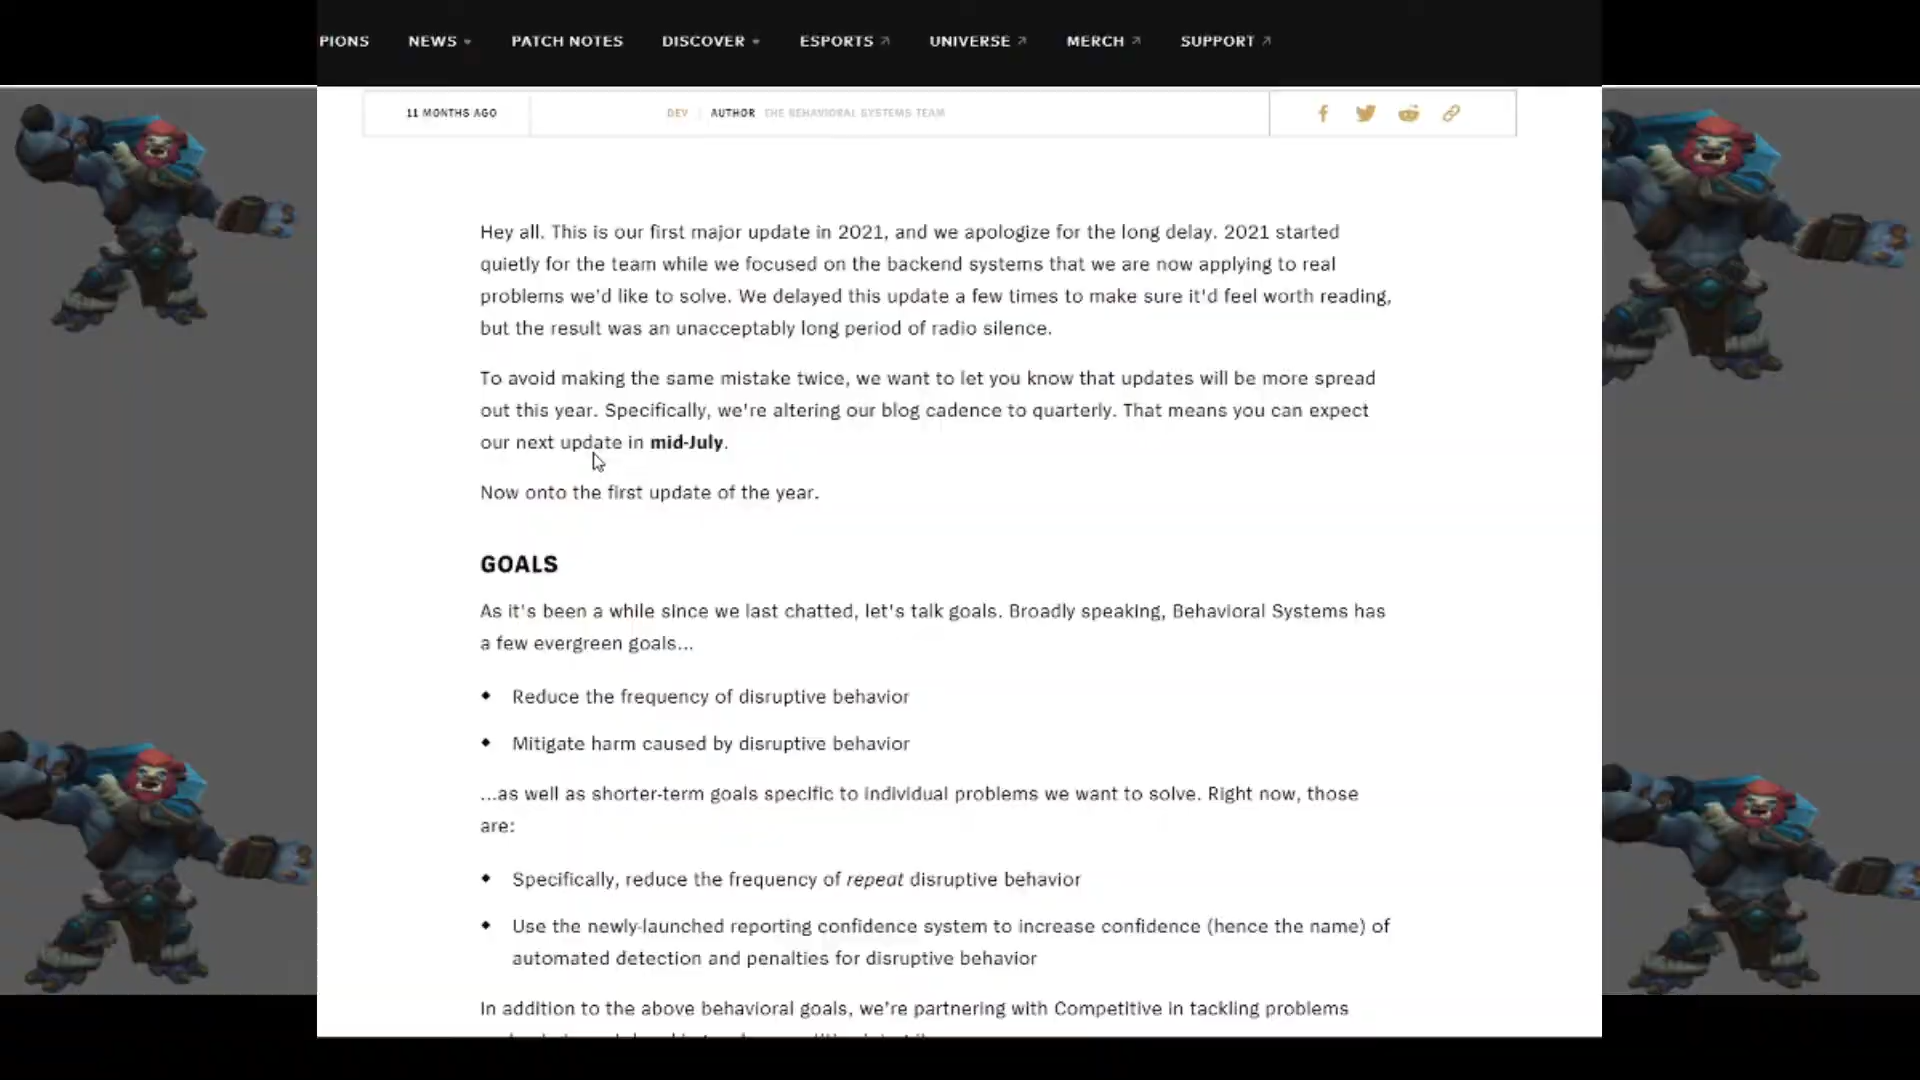 PIONS NEWS PATCH NOTES DISCOVER ESPORTS UNIVERSE MERCH SUPPORT
11 MONTHS AGO DEV AUTHOR THE BEHAVIORAL SYSTEMS TEAM
Hey all. This is our first major update in 2021, and we apologize for the long delay. 2021 started
quietly for the team while we focused on the backend systems that we are now applying to real
problems we'd like to solve. We delayed this update a few times to make sure it'd feel worth reading,
but the result was an unacceptably long period of radio silence.
To avoid making the same mistake twice, we want to let you know that updates will be more spread
out this year. Specifically, we're altering our blog cadence to quarterly. That means you can expect
our next update in mid-July.
Now onto the first update of the year.
GOALS
As it's been a while since we last chatted, let's talk goals. Broadly speaking, Behavioral Systems has
a few evergreen goals...
• Reduce the frequency of disruptive behavior
• Mitigate harm caused by disruptive behavior
...as well as shorter-term goals specific to individual problems we want to solve. Right now, those
are:
• Specifically, reduce the frequency of repeat disruptive behavior
• Use the newly-launched reporting confidence system to increase confidence (hence the name) of
automated detection and penalties for disruptive behavior
In addition to the above behavioral goals, we're partnering with Competitive in tackling problems